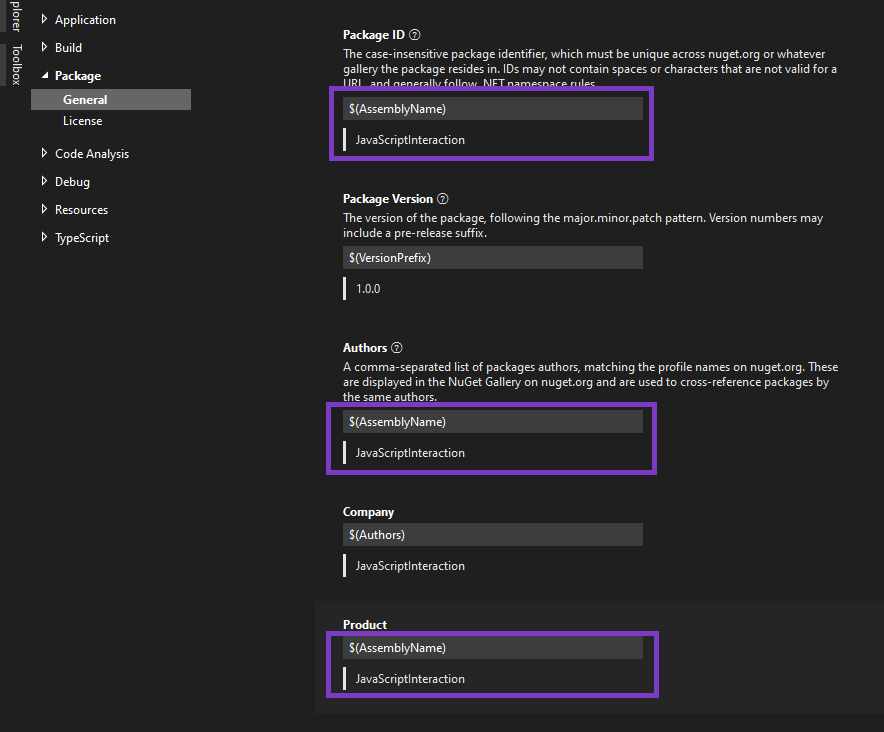 plorer
Toolbox
Application
Build
Package
General
License
Code Analysis
Debug
Resources
TypeScript
Package ID
The case-insensitive package identifier, which must be unique across nuget.org or whatever
gallery the package resides in. IDs may not contain spaces or characters that are not valid for a
URL, and generally follow .NET namespace rules.
$(AssemblyName)
JavaScriptInteraction
Package Version
The version of the package, following the major.minor.patch pattern. Version numbers may
include a pre-release suffix.
$(VersionPrefix)
1.0.0
Authors
A comma-separated list of packages authors, matching the profile names on nuget.org. These
are displayed in the NuGet Gallery on nuget.org and are used to cross-reference packages by
the same authors.
$(AssemblyName)
JavaScriptInteraction
Company
$(Authors)
JavaScriptInteraction
Product
$(AssemblyName)
JavaScriptInteraction